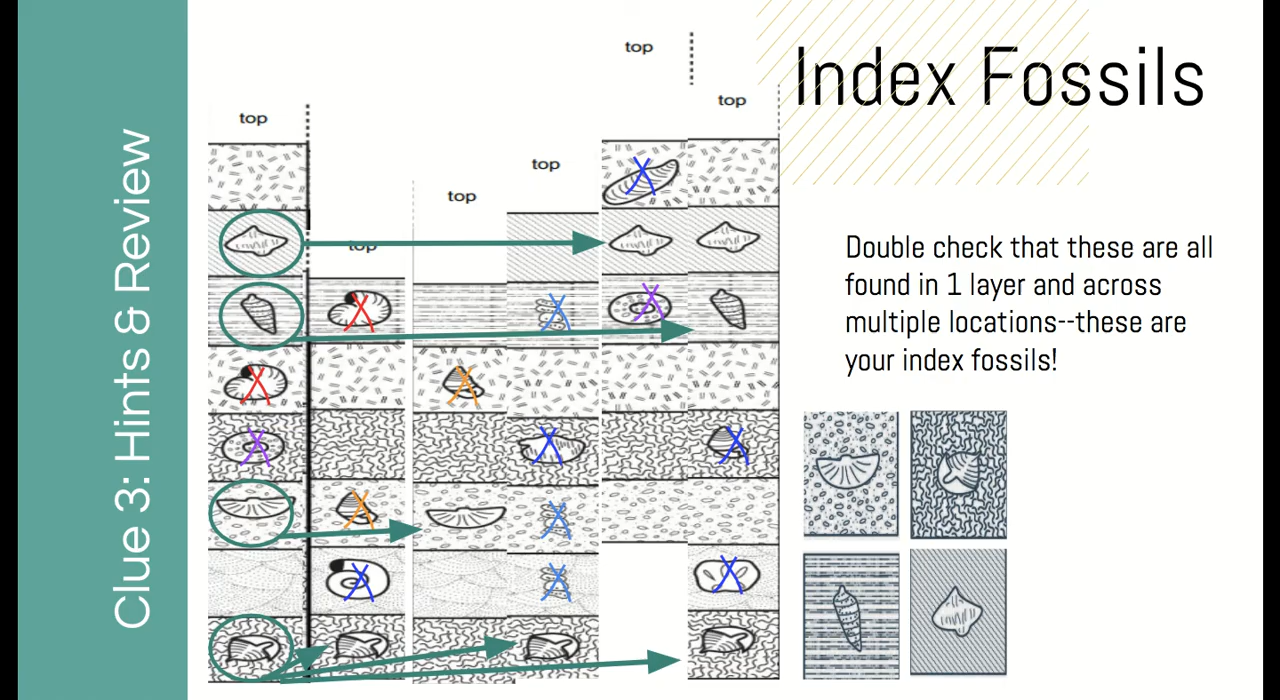 Clue 3: Hints & Review
top
top
top
top
top
top
Index Fossils
Double check that these are all
found in 1 layer and across
multiple locations--these are
your index fossils!